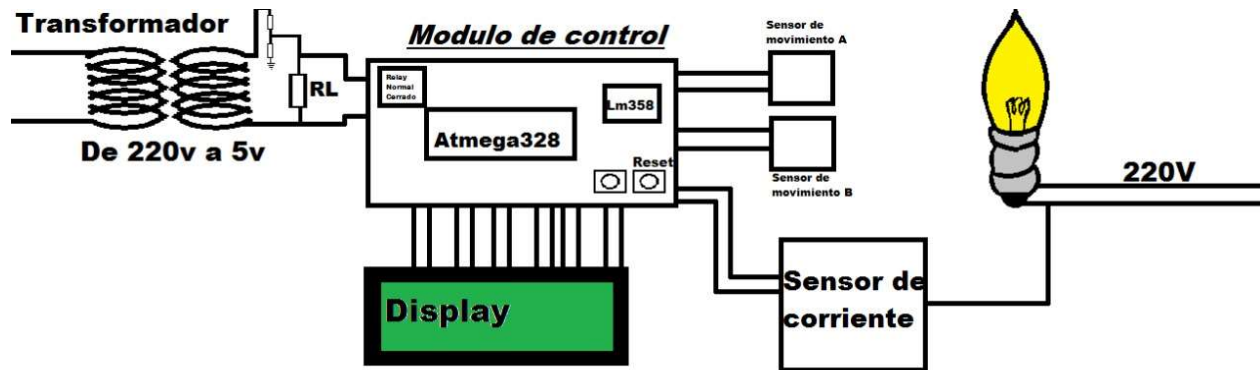 Transformador
De 220v a 5v
RL
Modulo de control
Relay
Normal
Cerrado
Atmega328
Lm358
Reset
Sensor de
movimiento A
Sensor de
movimiento B
Display
Sensor de
corriente
220V